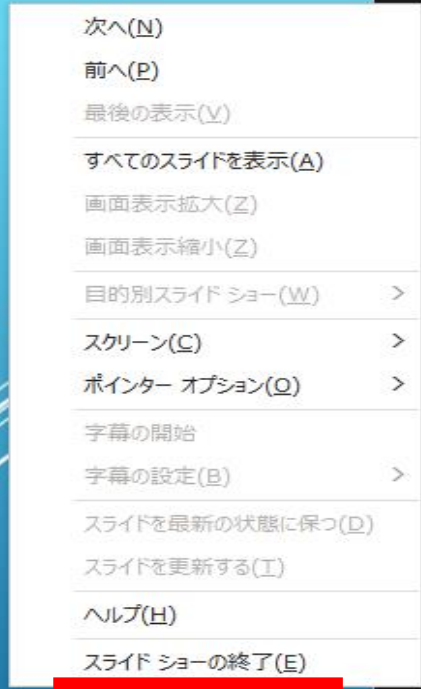 次へ(N)
前へ(P)
最後の表示(V)
すべてのスライドを表示(A)
画面表示拡大(Z)
画面表示縮小(Z)
目的別スライド ショー(W)
スクリーン(C)
ポインター オプション(O)
字幕の開始
字幕の設定(B)
スライドを最新の状態に保つ(D)
スライドを更新する(T)
ヘルプ(H)
スライド ショーの終了(E)